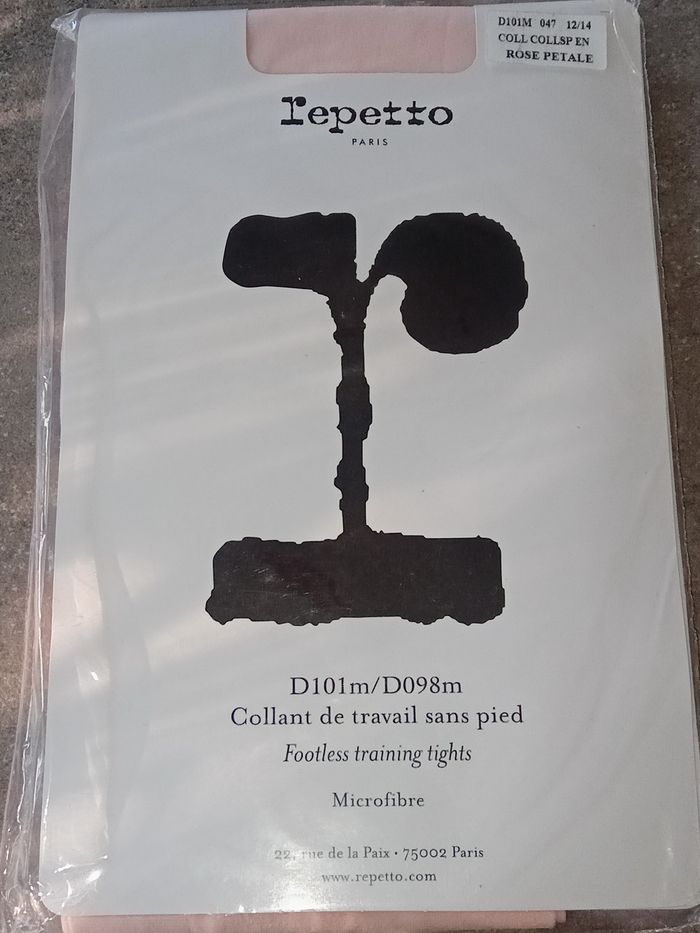 D101M 047 12/14
COLL COLLSP EN
ROSE PETALE
repetto
PARIS
r
D101m/D098m
Collant de travail sans pied
Footless training tights
Microfibre
22, rue de la Paix • 75002 Paris
www.repetto.com